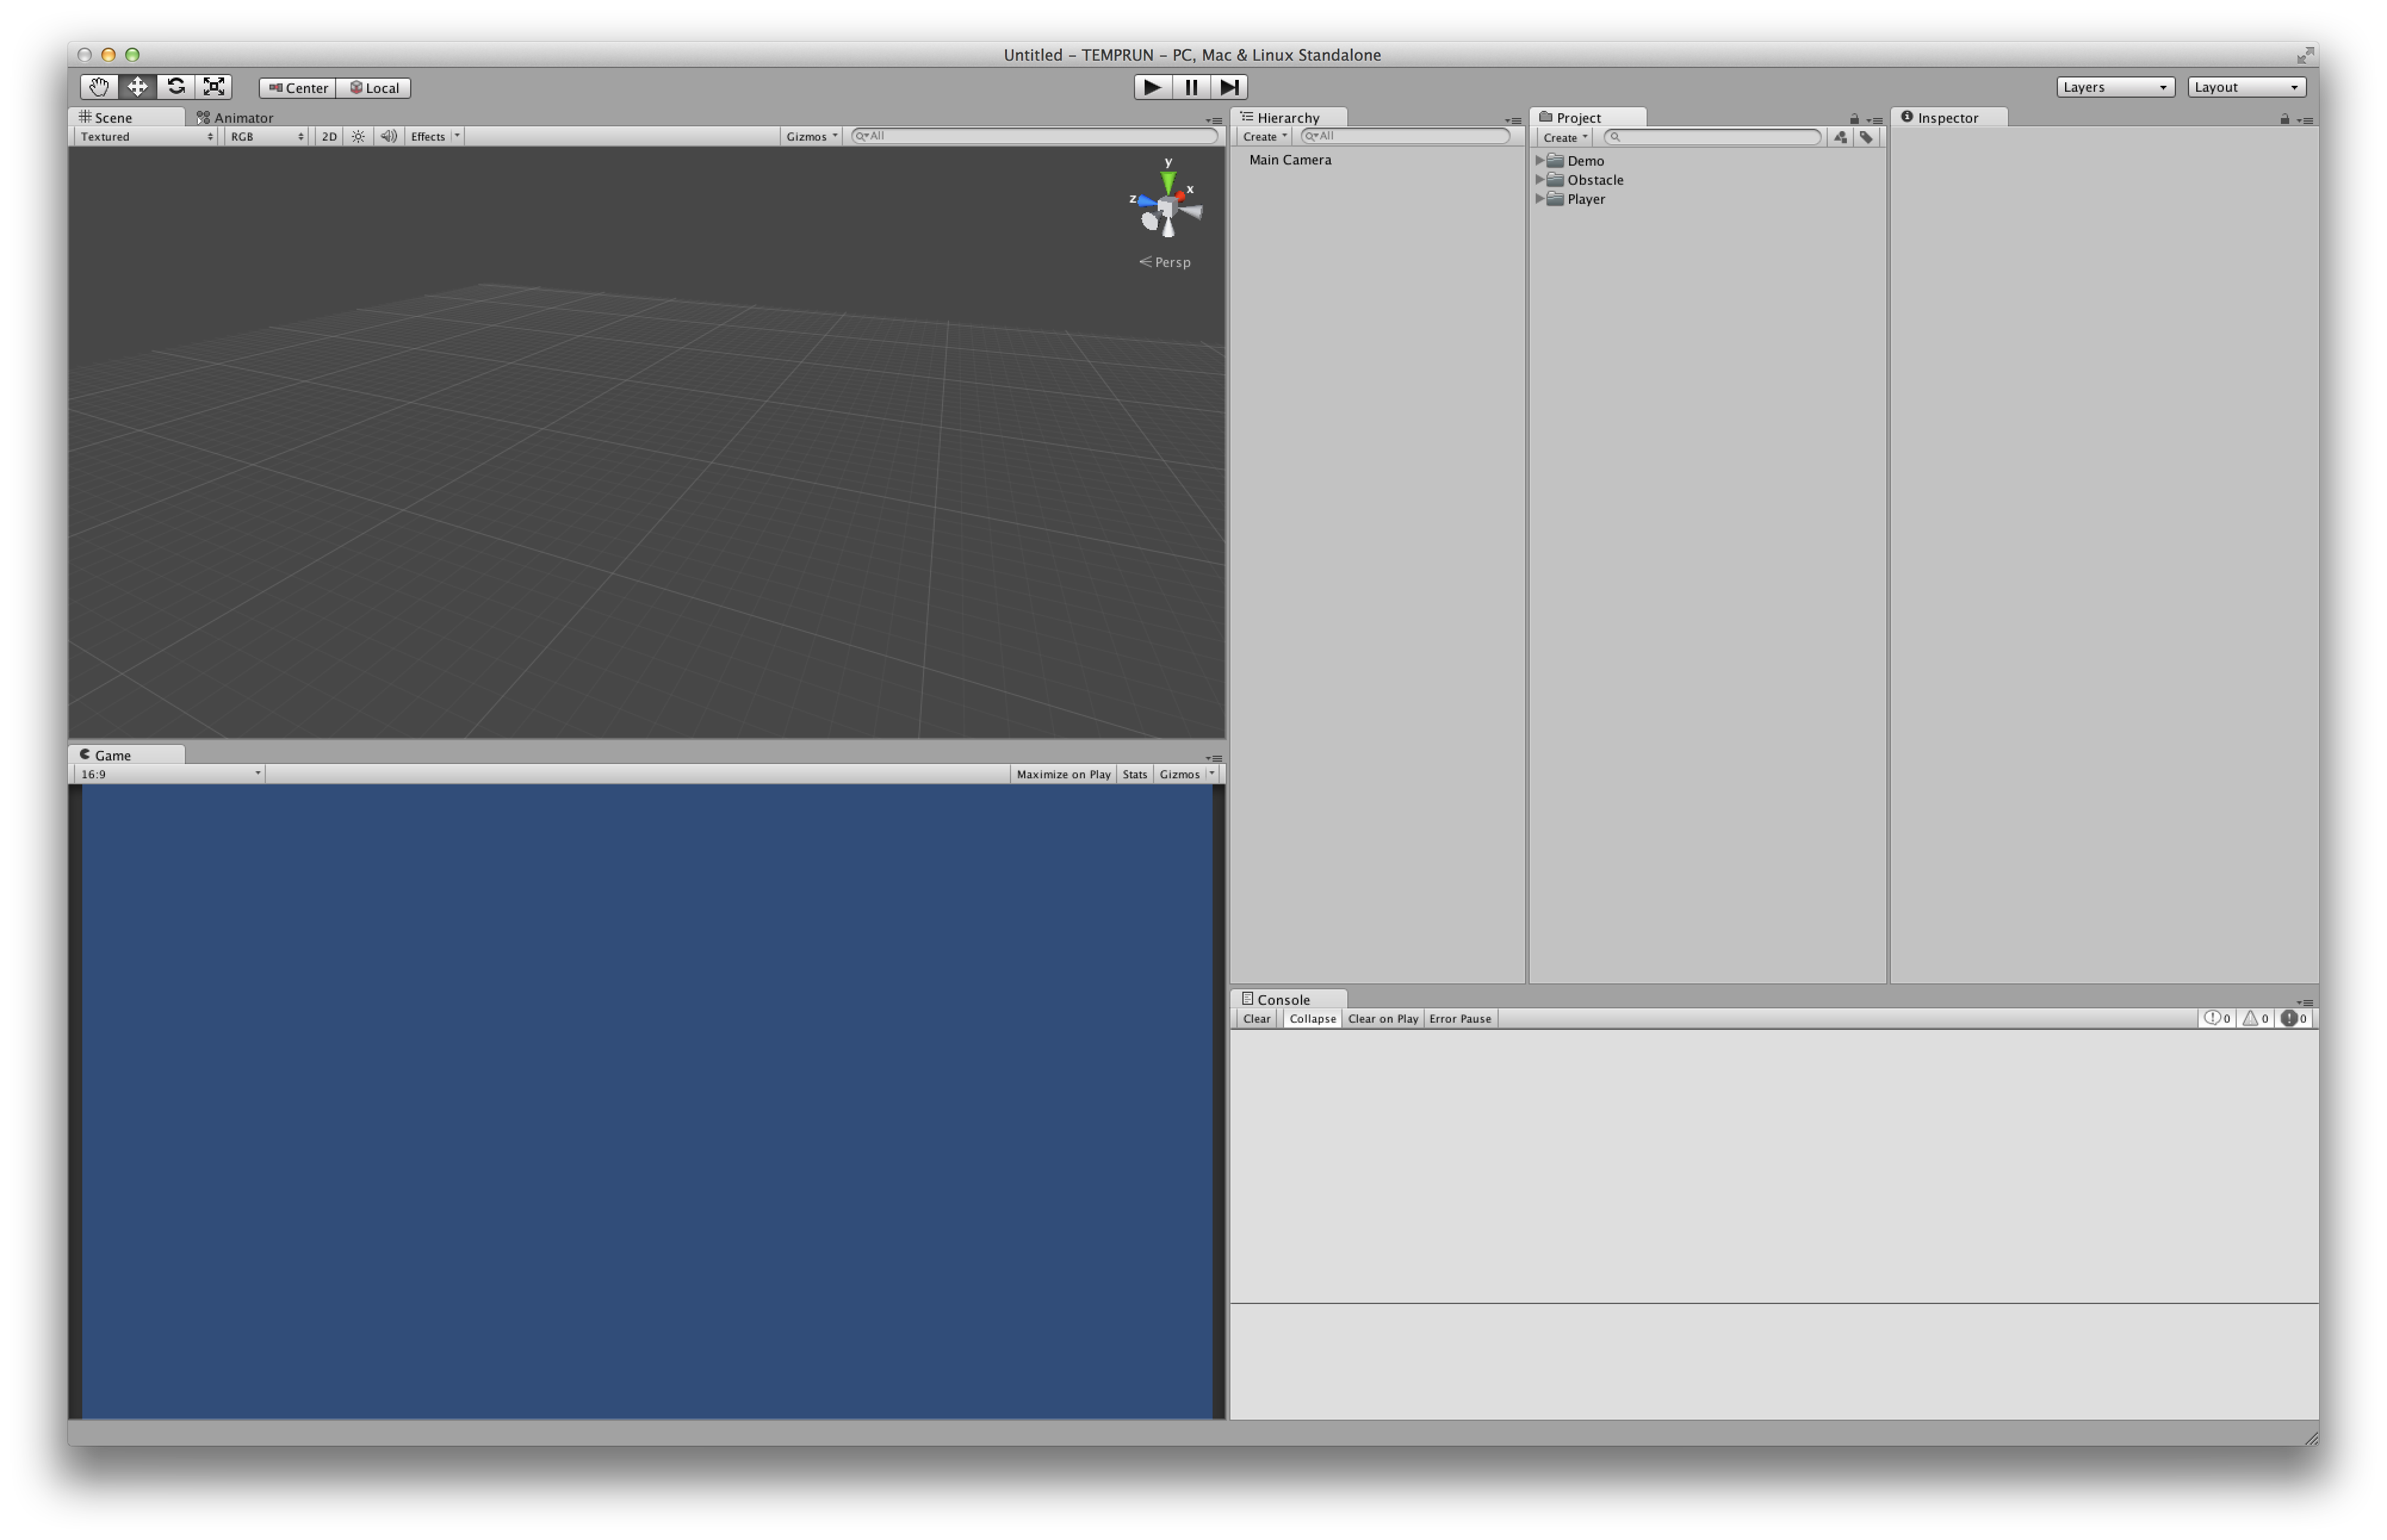 Untitled – TEMPRUN – PC, Mac & Linux Standalone
Center Local
Layers Layout
Scene Animator
Textured RGB 2D Effects Gizmos All
y
x
z
Persp
Hierarchy
Create All
Main Camera
Project
Create
Demo
Obstacle
Player
Inspector
Game
16:9 Maximize on Play Stats Gizmos
Console
Clear Collapse Clear on Play Error Pause 0 0 0